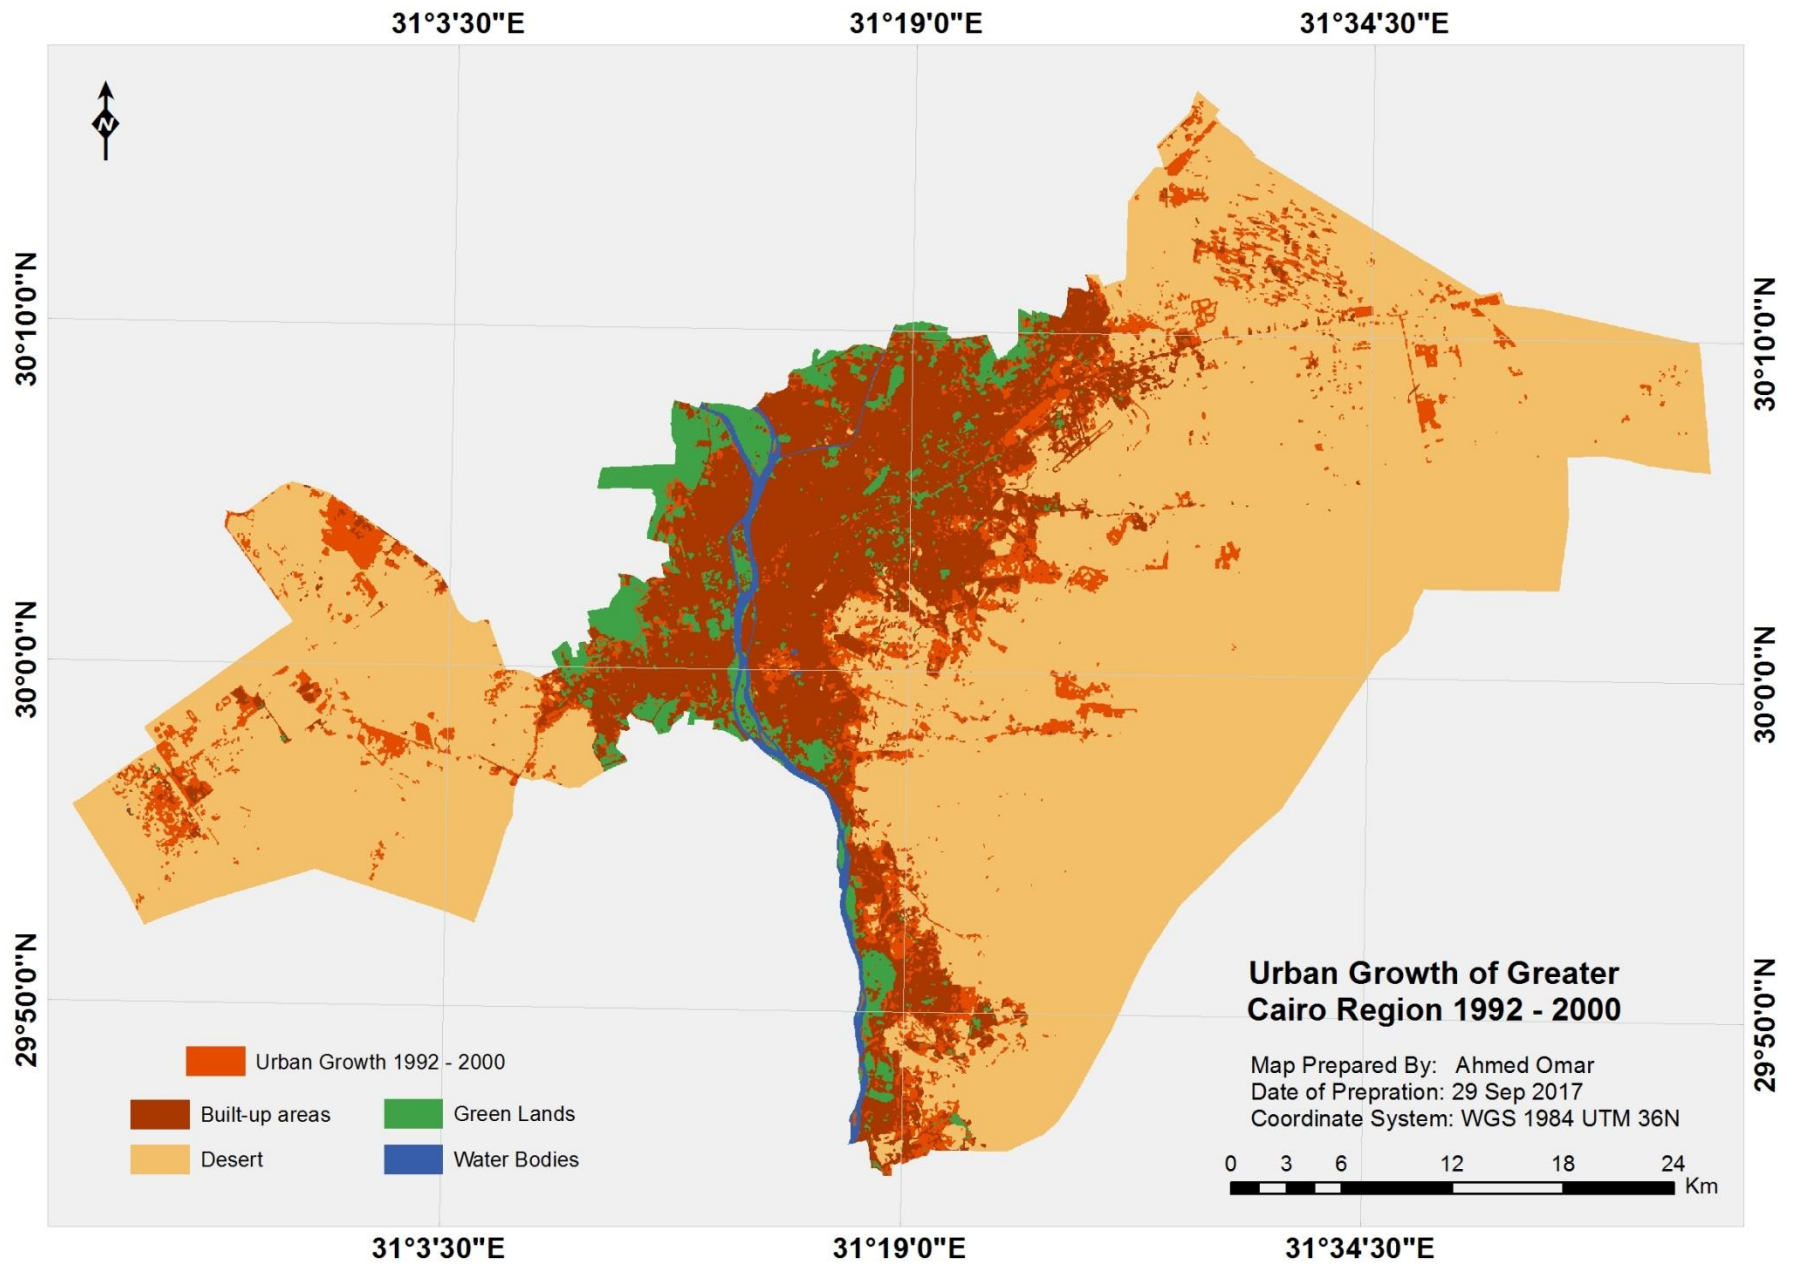 31°3'30"E 31°19'0"E 31°34'30"E
N
30°10'0"N 30°10'0"N
30°0'0"N 30°0'0"N
29°50'0"N 29°50'0"N
Urban Growth of Greater
Cairo Region 1992 - 2000
Map Prepared By: Ahmed Omar
Date of Prepration: 29 Sep 2017
Coordinate System: WGS 1984 UTM 36N
0 3 6 12 18 24
Km
Urban Growth 1992 - 2000
Built-up areas Green Lands
Desert Water Bodies
31°3'30"E 31°19'0"E 31°34'30"E